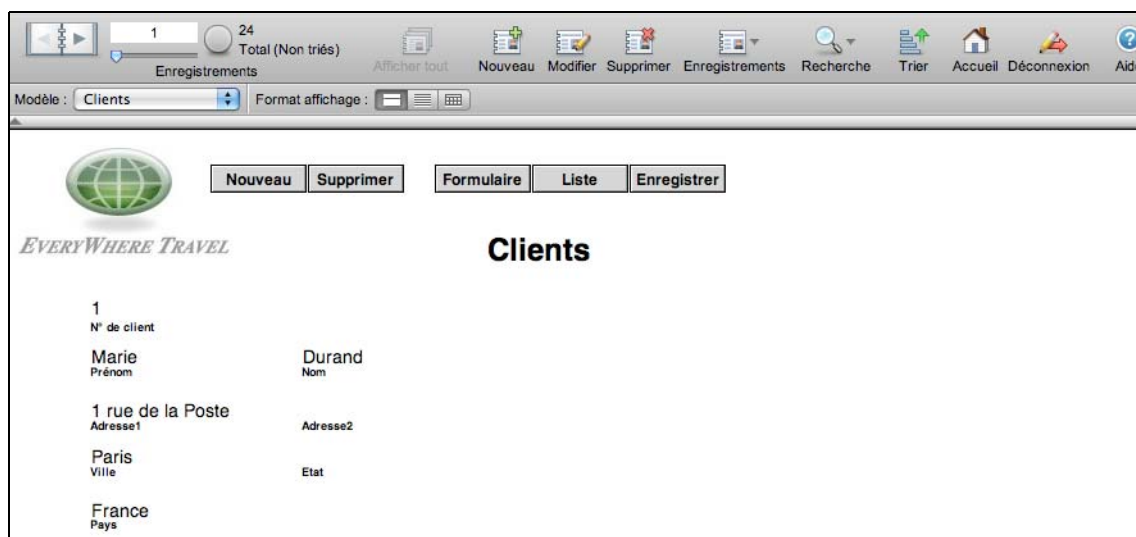 1
24
Total (Non triés)
Enregistrements
Afficher tout
Nouveau Modifier Supprimer Enregistrements Recherche Trier Accueil Déconnexion
Modèle : Clients Format affichage :
Nouveau Supprimer Formulaire Liste Enregistrer
EVERYWHERE TRAVEL
Clients
1
N° de client
Marie Durand
Prénom Nom
1 rue de la Poste
Adresse1 Adresse2
Paris
Ville Etat
France
Pays